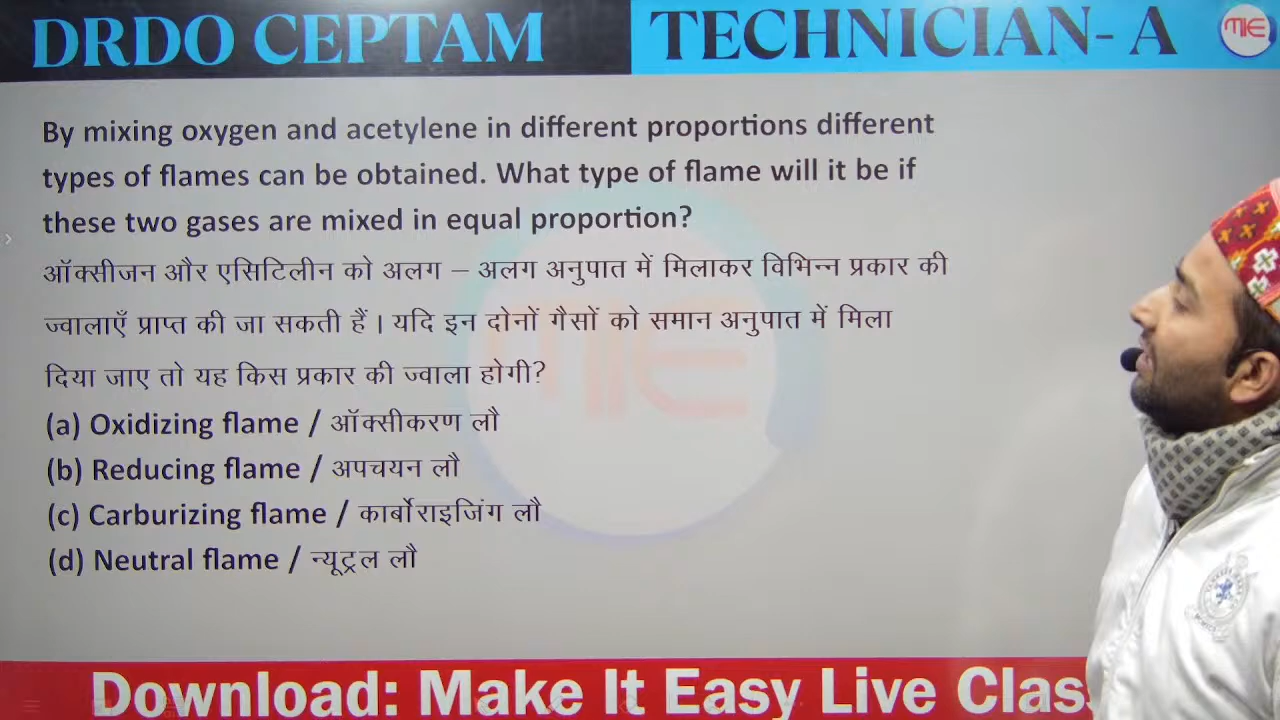 DRDO CEPTAM
TECHNICIAN- A
MIE
By mixing oxygen and acetylene in different proportions different
types of flames can be obtained. What type of flame will it be if
these two gases are mixed in equal proportion?
ऑक्सीजन और एसिटिलीन को अलग – अलग अनुपात में मिलाकर विभिन्न प्रकार की
ज्वालाएँ प्राप्त की जा सकती हैं । यदि इन दोनों गैसों को समान अनुपात में मिला
दिया जाए तो यह किस प्रकार की ज्वाला होगी?
MIE
(a) Oxidizing flame / ऑक्सीकरण लौ
(b) Reducing flame / अपचयन लौ
(c) Carburizing flame / कार्बोराइजिंग लौ
(d) Neutral flame / न्यूट्रल लौ
Download: Make It Easy Live Class